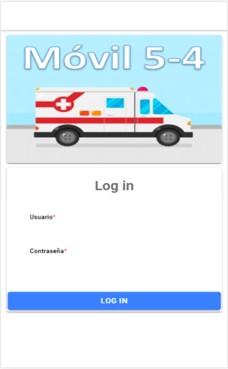 Móvil 5-4
Log in
Usuario*
Contraseña*
LOG IN